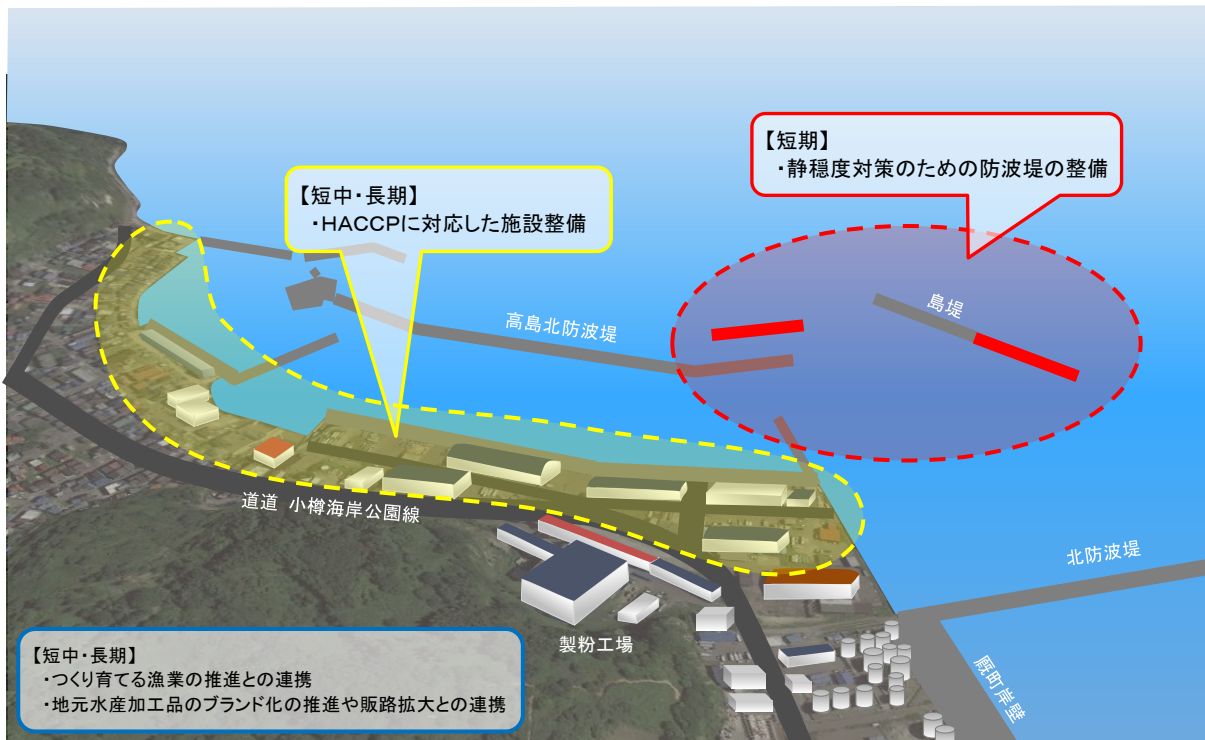 【短期】
・静穏度対策のための防波堤の整備
【短中・長期】
・HACCPに対応した施設整備
島堤
高島北防波堤
道道 小樽海岸公園線
北防波堤
製粉工場
厩町岸壁
【短中・長期】
・つくり育てる漁業の推進との連携
・地元水産加工品のブランド化の推進や販路拡大との連携